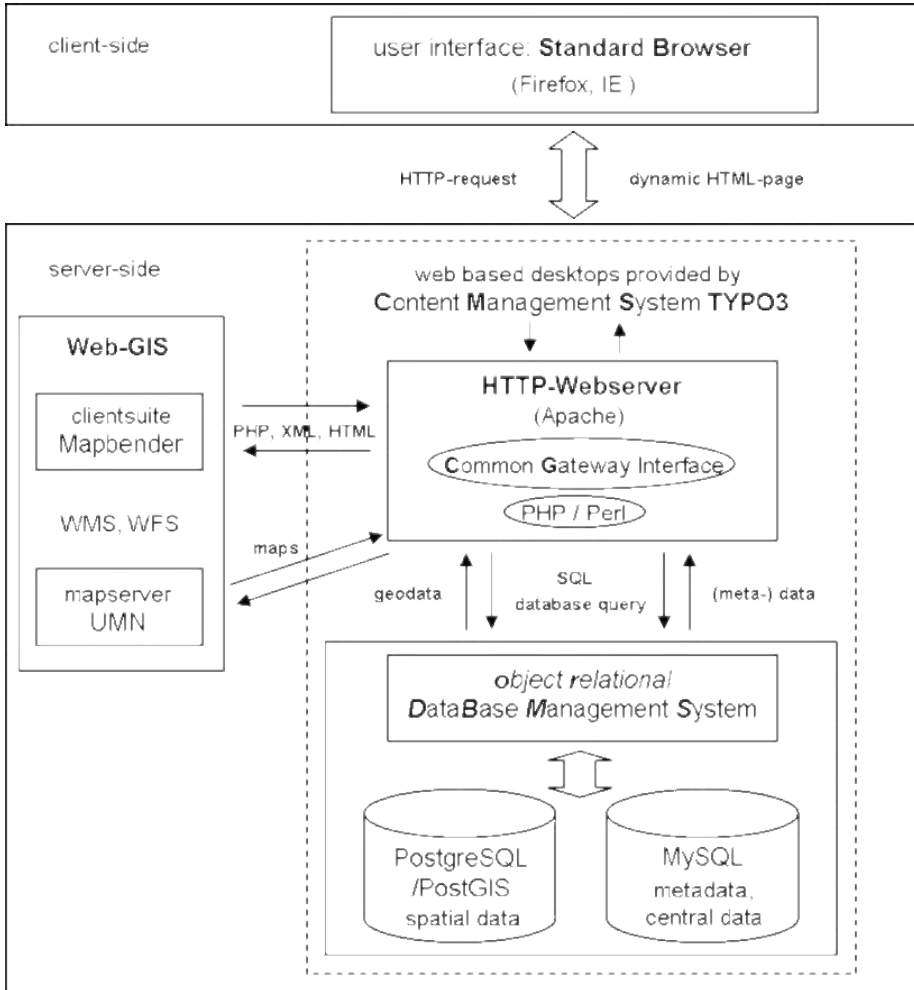 client-side
user interface: Standard Browser
(Firefox, IE )
HTTP-request
dynamic HTML-page
server-side
web based desktops provided by
Content Management System TYPO3
Web-GIS
clientsuite
Mapbender
WMS, WFS
mapserver
UMN
PHP, XML, HTML
maps
HTTP-Webserver
(Apache)
Common Gateway Interface
PHP / Perl
geodata
SQL
database query
(meta-) data
object relational
DataBase Management System
PostgreSQL
/PostGIS
spatial data
MySQL
metadada,
central data